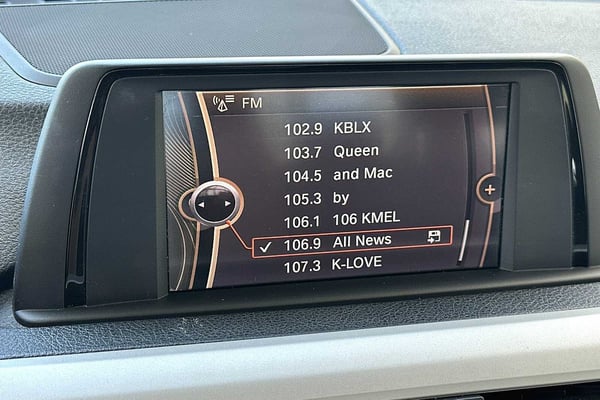 FM
102.9 KBLX
103.7 Queen
104.5 and Mac
105.3 by
106.1 106 KMEL
106.9 All News
107.3 K-LOVE